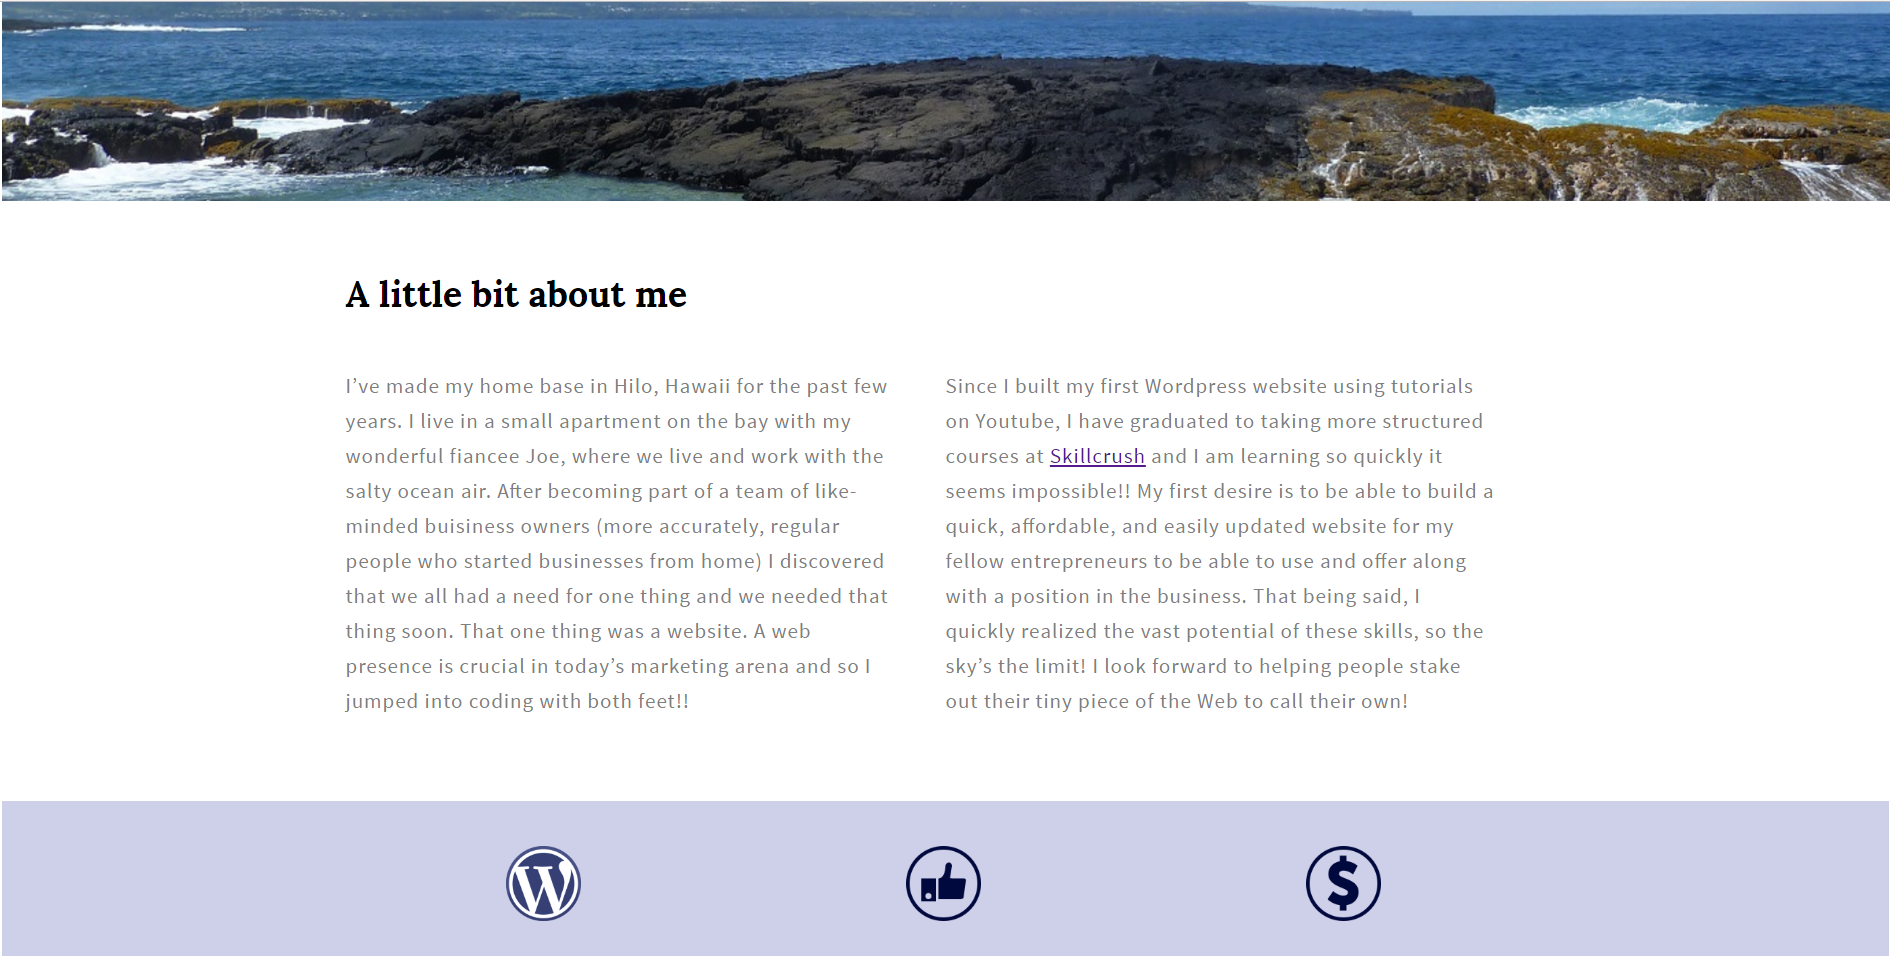 A little bit about me
I’ve made my home base in Hilo, Hawaii for the past few
years. I live in a small apartment on the bay with my
wonderful fiancee Joe, where we live and work with the
salty ocean air. After becoming part of a team of like-
minded buisiness owners (more accurately, regular
people who started businesses from home) I discovered
that we all had a need for one thing and we needed that
thing soon. That one thing was a website. A web
presence is crucial in today’s marketing arena and so I
jumped into coding with both feet!!
Since I built my first Wordpress website using tutorials
on Youtube, I have graduated to taking more structured
courses at Skillcrush and I am learning so quickly it
seems impossible!! My first desire is to be able to build a
quick, affordable, and easily updated website for my
fellow entrepreneurs to be able to use and offer along
with a position in the business. That being said, I
quickly realized the vast potential of these skills, so the
sky’s the limit! I look forward to helping people stake
out their tiny piece of the Web to call their own!
W
$